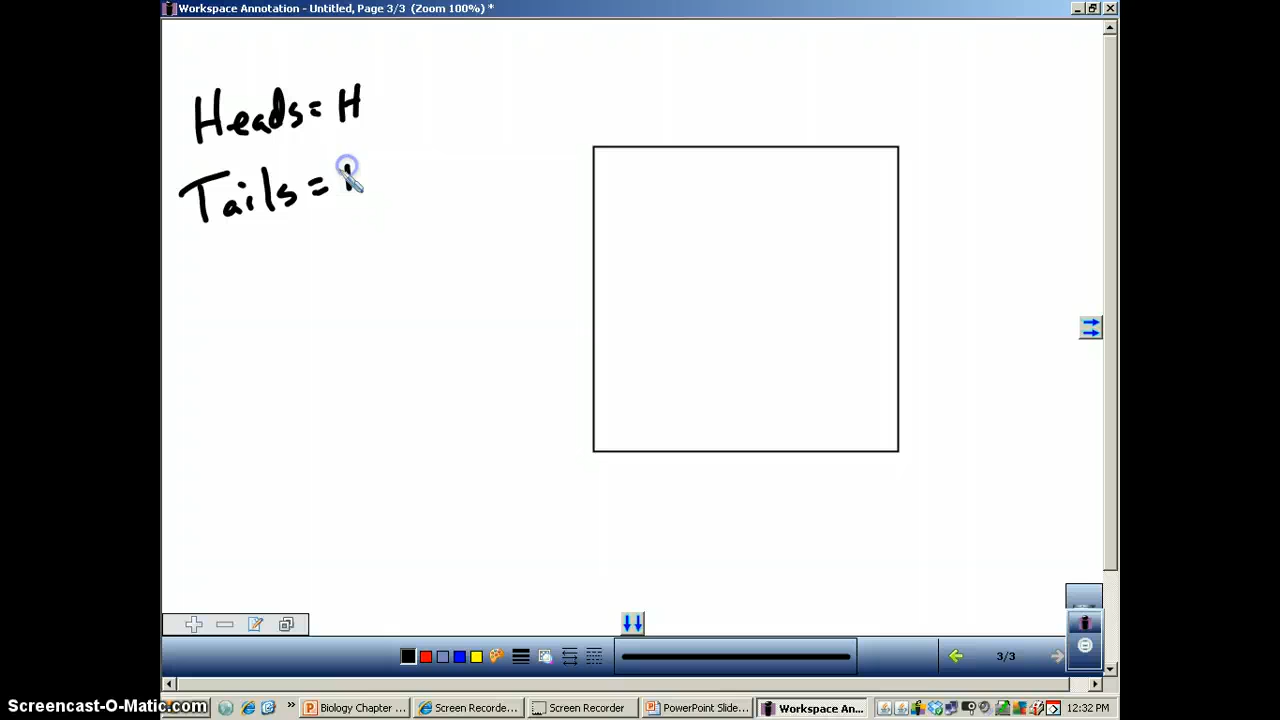 Workspace Annotation - Untitled, Page 3/3 (Zoom 100%) *
Heads = H
Tails =
3/3
Screencast-O-Matic.com
Biology Chapter ...
Screen Recorde...
Screen Recorder
PowerPoint Slide...
Workspace An...
12:32 PM